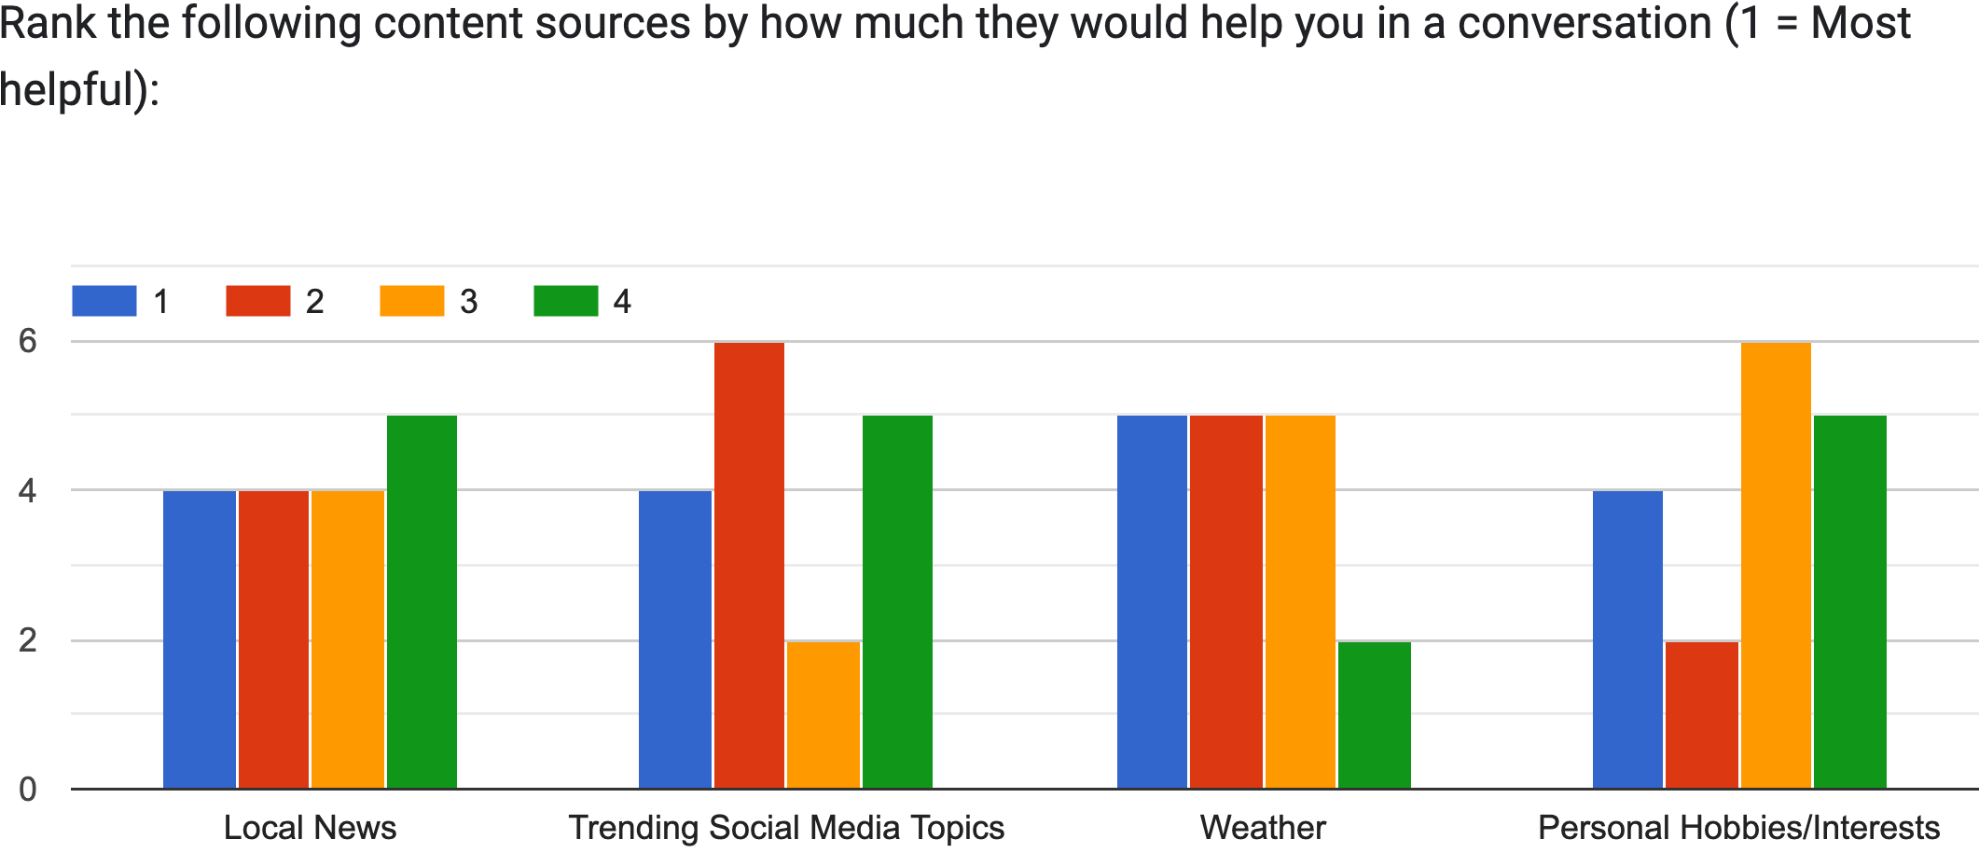 Rank the following content sources by how much they would help you in a conversation (1 = Most
helpful):
1 2 3 4
6
4
2
0
Local News Trending Social Media Topics Weather Personal Hobbies/Interests